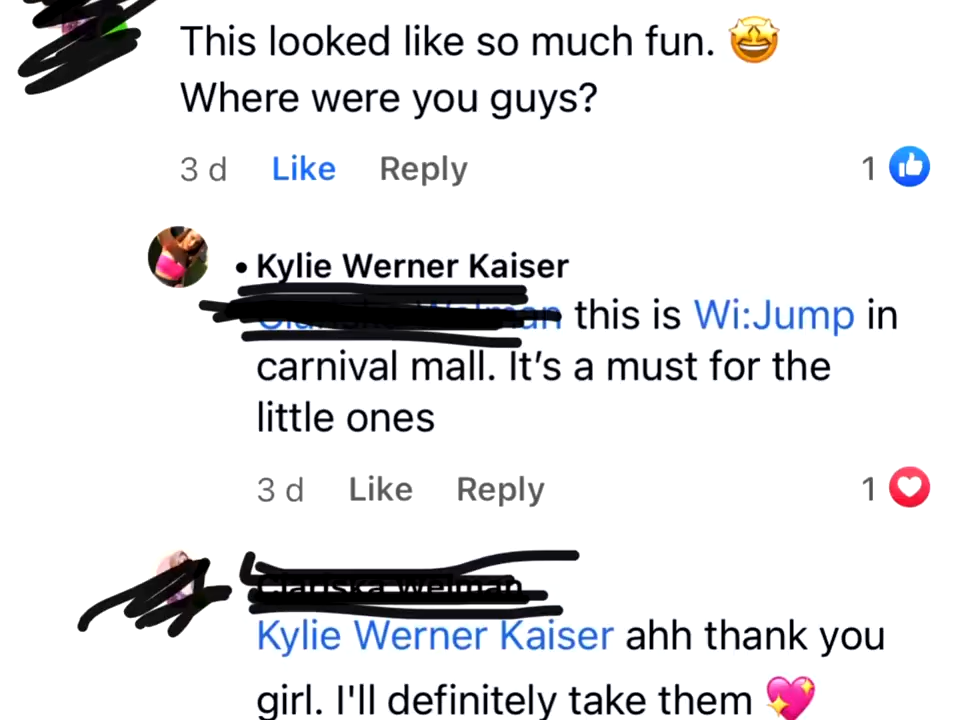 This looked like so much fun. 🤩
Where were you guys?
3 d Like Reply 1
• Kylie Werner Kaiser
this is Wi:Jump in
carnival mall. It’s a must for the
little ones
3 d Like Reply 1
Kylie Werner Kaiser ahh thank you
girl. I'll definitely take them 💖